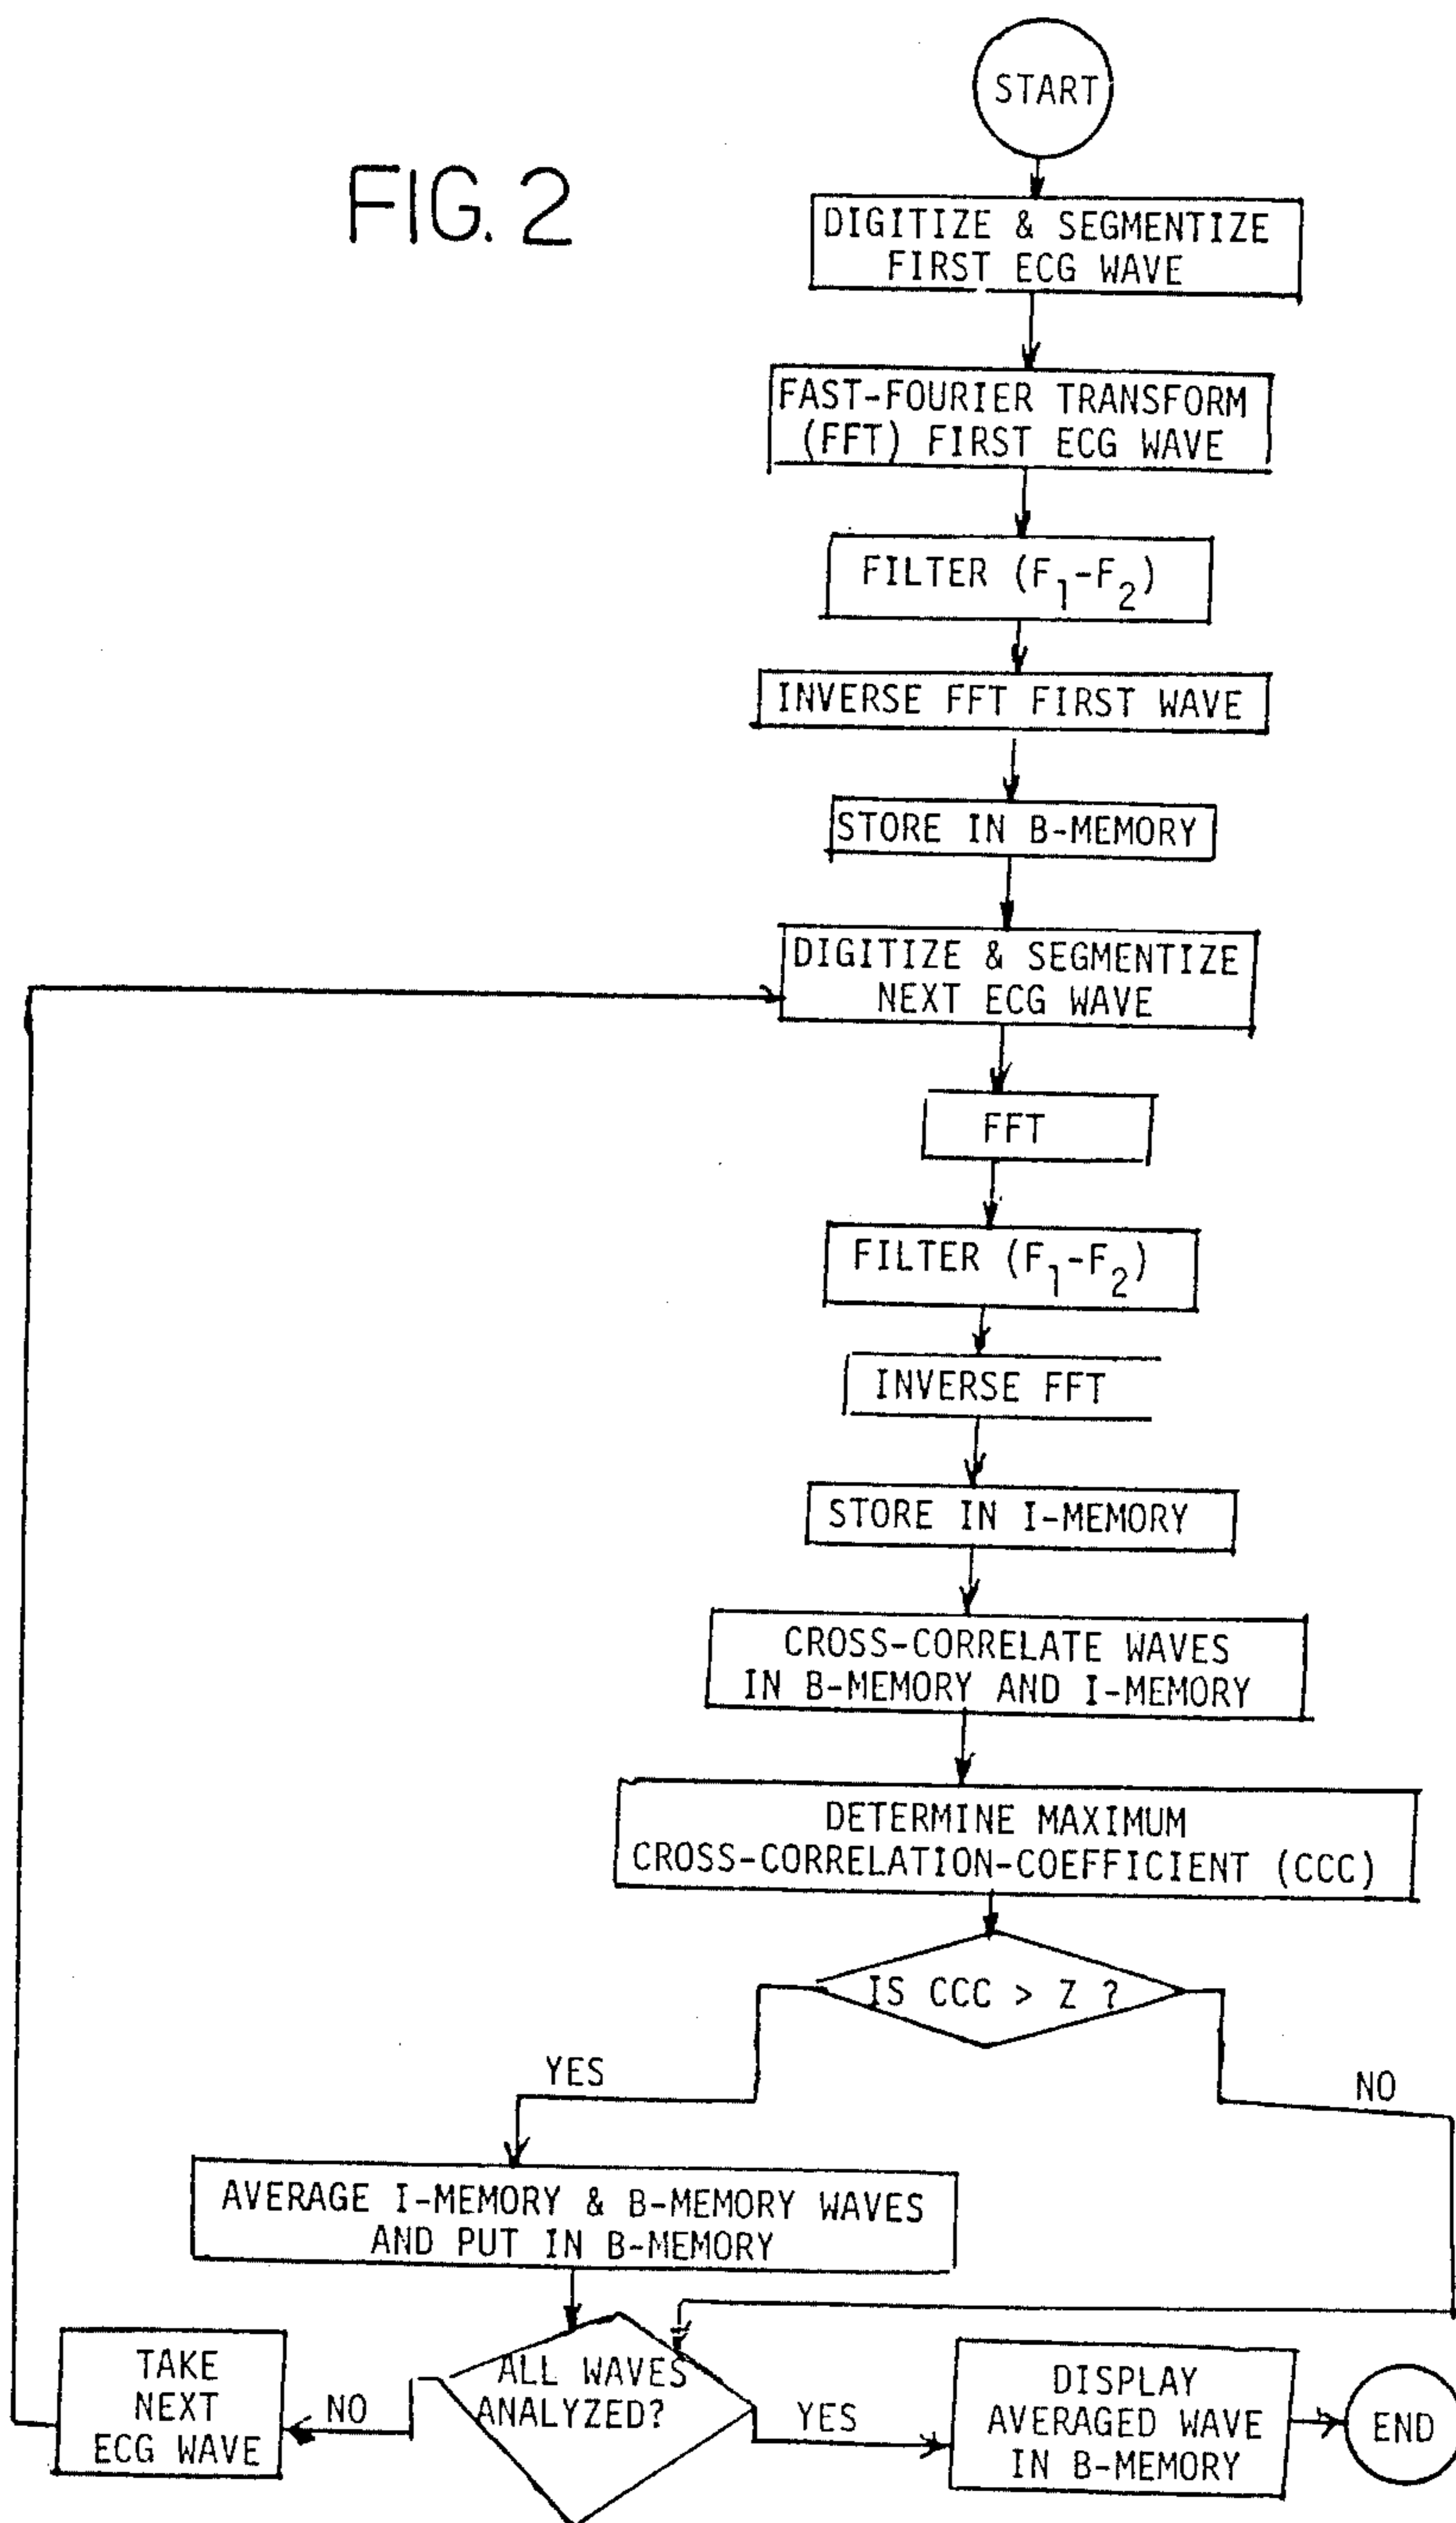 START
FIG. 2
DIGITIZE & SEGMENTIZE
FIRST ECG WAVE
FAST-FOURIER TRANSFORM
(FFT) FIRST ECG WAVE
FILTER (F1-F2)
INVERSE FFT FIRST WAVE
STORE IN B-MEMORY
DIGITIZE & SEGMENTIZE
NEXT ECG WAVE
FFT
FILTER (F1-F2)
INVERSE FFT
STORE IN I-MEMORY
CROSS-CORRELATE WAVES
IN B-MEMORY AND I-MEMORY
DETERMINE MAXIMUM
CROSS-CORRELATION-COEFFICIENT (CCC)
IS CCC > Z ?
YES
NO
AVERAGE I-MEMORY & B-MEMORY WAVES
AND PUT IN B-MEMORY
ALL WAVES
ANALYZED?
NO
TAKE
NEXT
ECG WAVE
YES
DISPLAY
AVERAGED WAVE
IN B-MEMORY
END